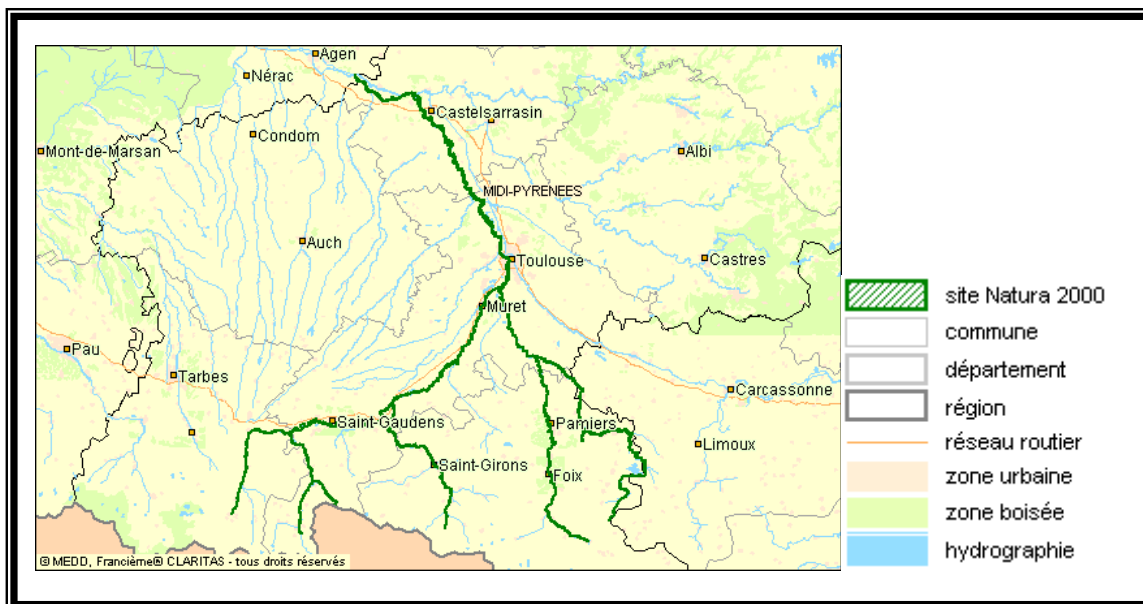 Agen
Nérac
Castelsarrasin
Condom
Mont-de-Marsan
Albi
MIDI-PYRENEES
Auch
Toulouse
Castres
Muret
Pau
Tarbes
Carcassonne
Saint-Gaudens
Pamiers
Limoux
Saint-Girons
Foix
© MEDD, Francième® CLARITAS - tous droits réservés
site Natura 2000
commune
département
région
réseau routier
zone urbaine
zone boisée
hydrographie